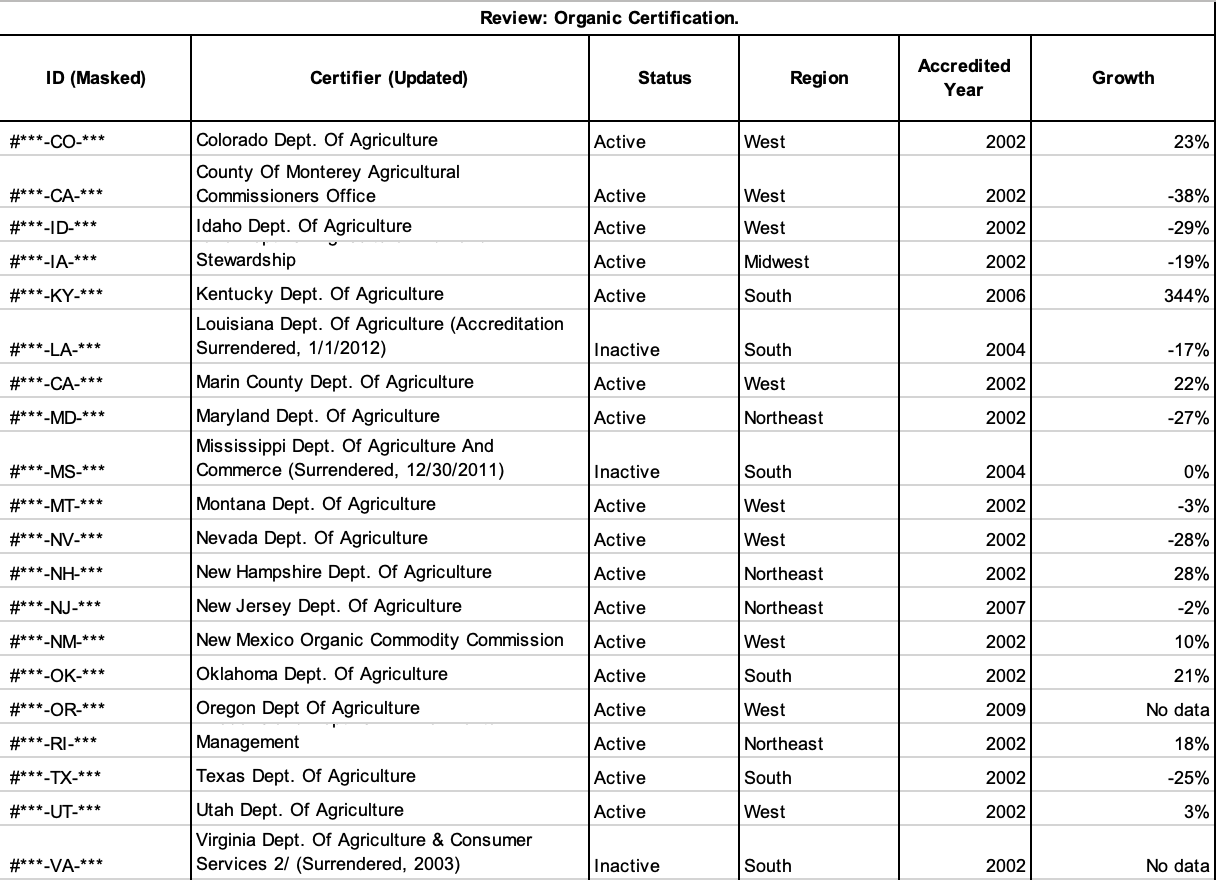 Review: Organic Certification.
ID (Masked) Certifier (Updated) Status Region Accredited Year Growth
#***-CO-*** Colorado Dept. Of Agriculture Active West 2002 23%
County Of Monterey Agricultural
#***-CA-*** Commissioners Office Active West 2002 -38%
#***-ID-*** Idaho Dept. Of Agriculture Active West 2002 -29%
#***-IA-*** Stewardship Active Midwest 2002 -19%
#***-KY-*** Kentucky Dept. Of Agriculture Active South 2006 344%
Louisiana Dept. Of Agriculture (Accreditation
#***-LA-*** Surrendered, 1/1/2012) Inactive South 2004 -17%
#***-CA-*** Marin County Dept. Of Agriculture Active West 2002 22%
#***-MD-*** Maryland Dept. Of Agriculture Active Northeast 2002 -27%
Mississippi Dept. Of Agriculture And
#***-MS-*** Commerce (Surrendered, 12/30/2011) Inactive South 2004 0%
#***-MT-*** Montana Dept. Of Agriculture Active West 2002 -3%
#***-NV-*** Nevada Dept. Of Agriculture Active West 2002 -28%
#***-NH-*** New Hampshire Dept. Of Agriculture Active Northeast 2002 28%
#***-NJ-*** New Jersey Dept. Of Agriculture Active Northeast 2007 -2%
#***-NM-*** New Mexico Organic Commodity Commission Active West 2002 10%
#***-OK-*** Oklahoma Dept. Of Agriculture Active South 2002 21%
#***-OR-*** Oregon Dept Of Agriculture Active West 2009 No data
#***-RI-*** Management Active Northeast 2002 18%
#***-TX-*** Texas Dept. Of Agriculture Active South 2002 -25%
#***-UT-*** Utah Dept. Of Agriculture Active West 2002 3%
Virginia Dept. Of Agriculture & Consumer
#***-VA-*** Services 2/ (Surrendered, 2003) Inactive South 2002 No data